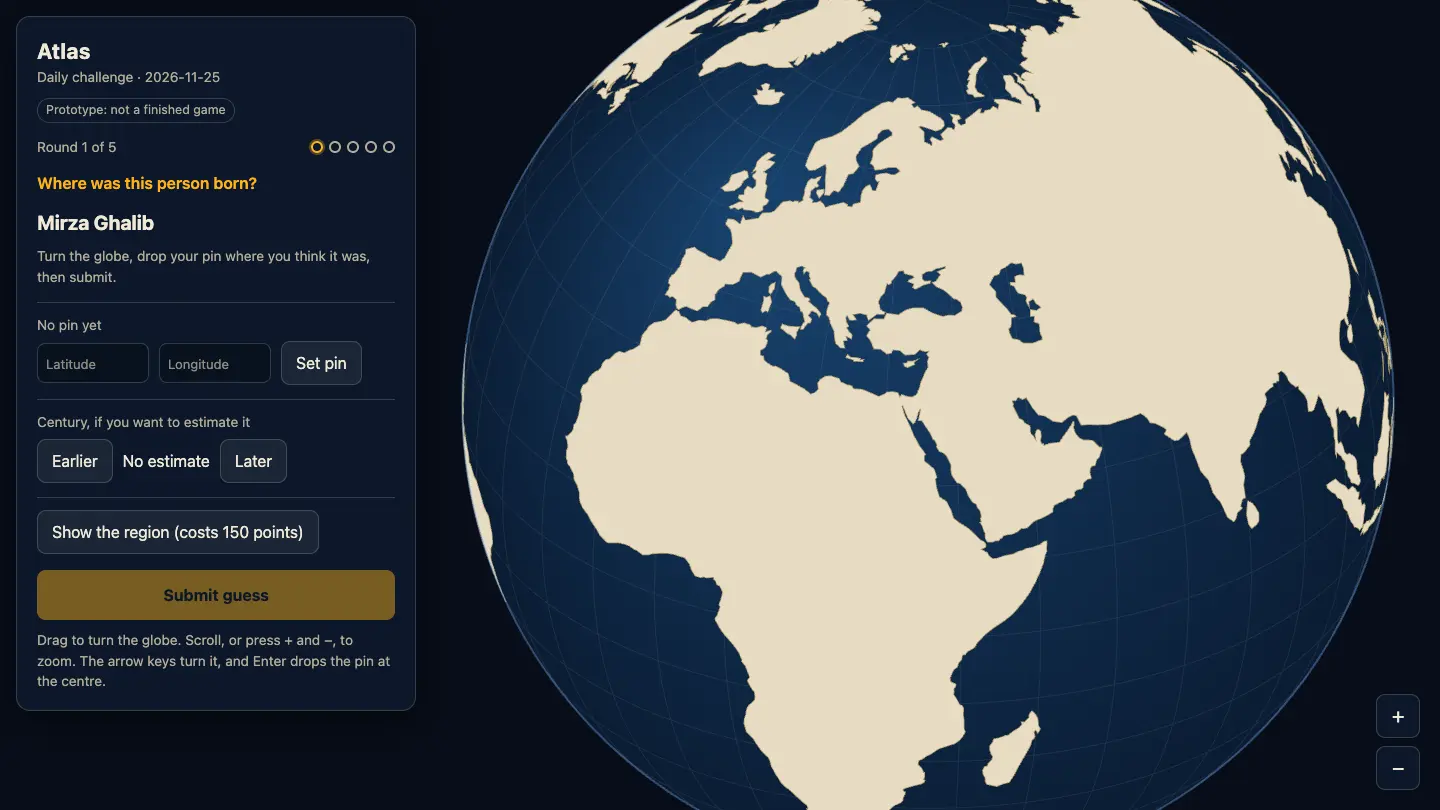 Atlas
Daily challenge · 2026-11-25
Prototype: not a finished game
Round 1 of 5
Where was this person born?
Mirza Ghalib
Turn the globe, drop your pin where you think it was,
then submit.
No pin yet
Latitude
Longitude
Set pin
Century, if you want to estimate it
Earlier
No estimate
Later
Show the region (costs 150 points)
Submit guess
Drag to turn the globe. Scroll, or press + and −, to
zoom. The arrow keys turn it, and Enter drops the pin at
the centre.
+
−